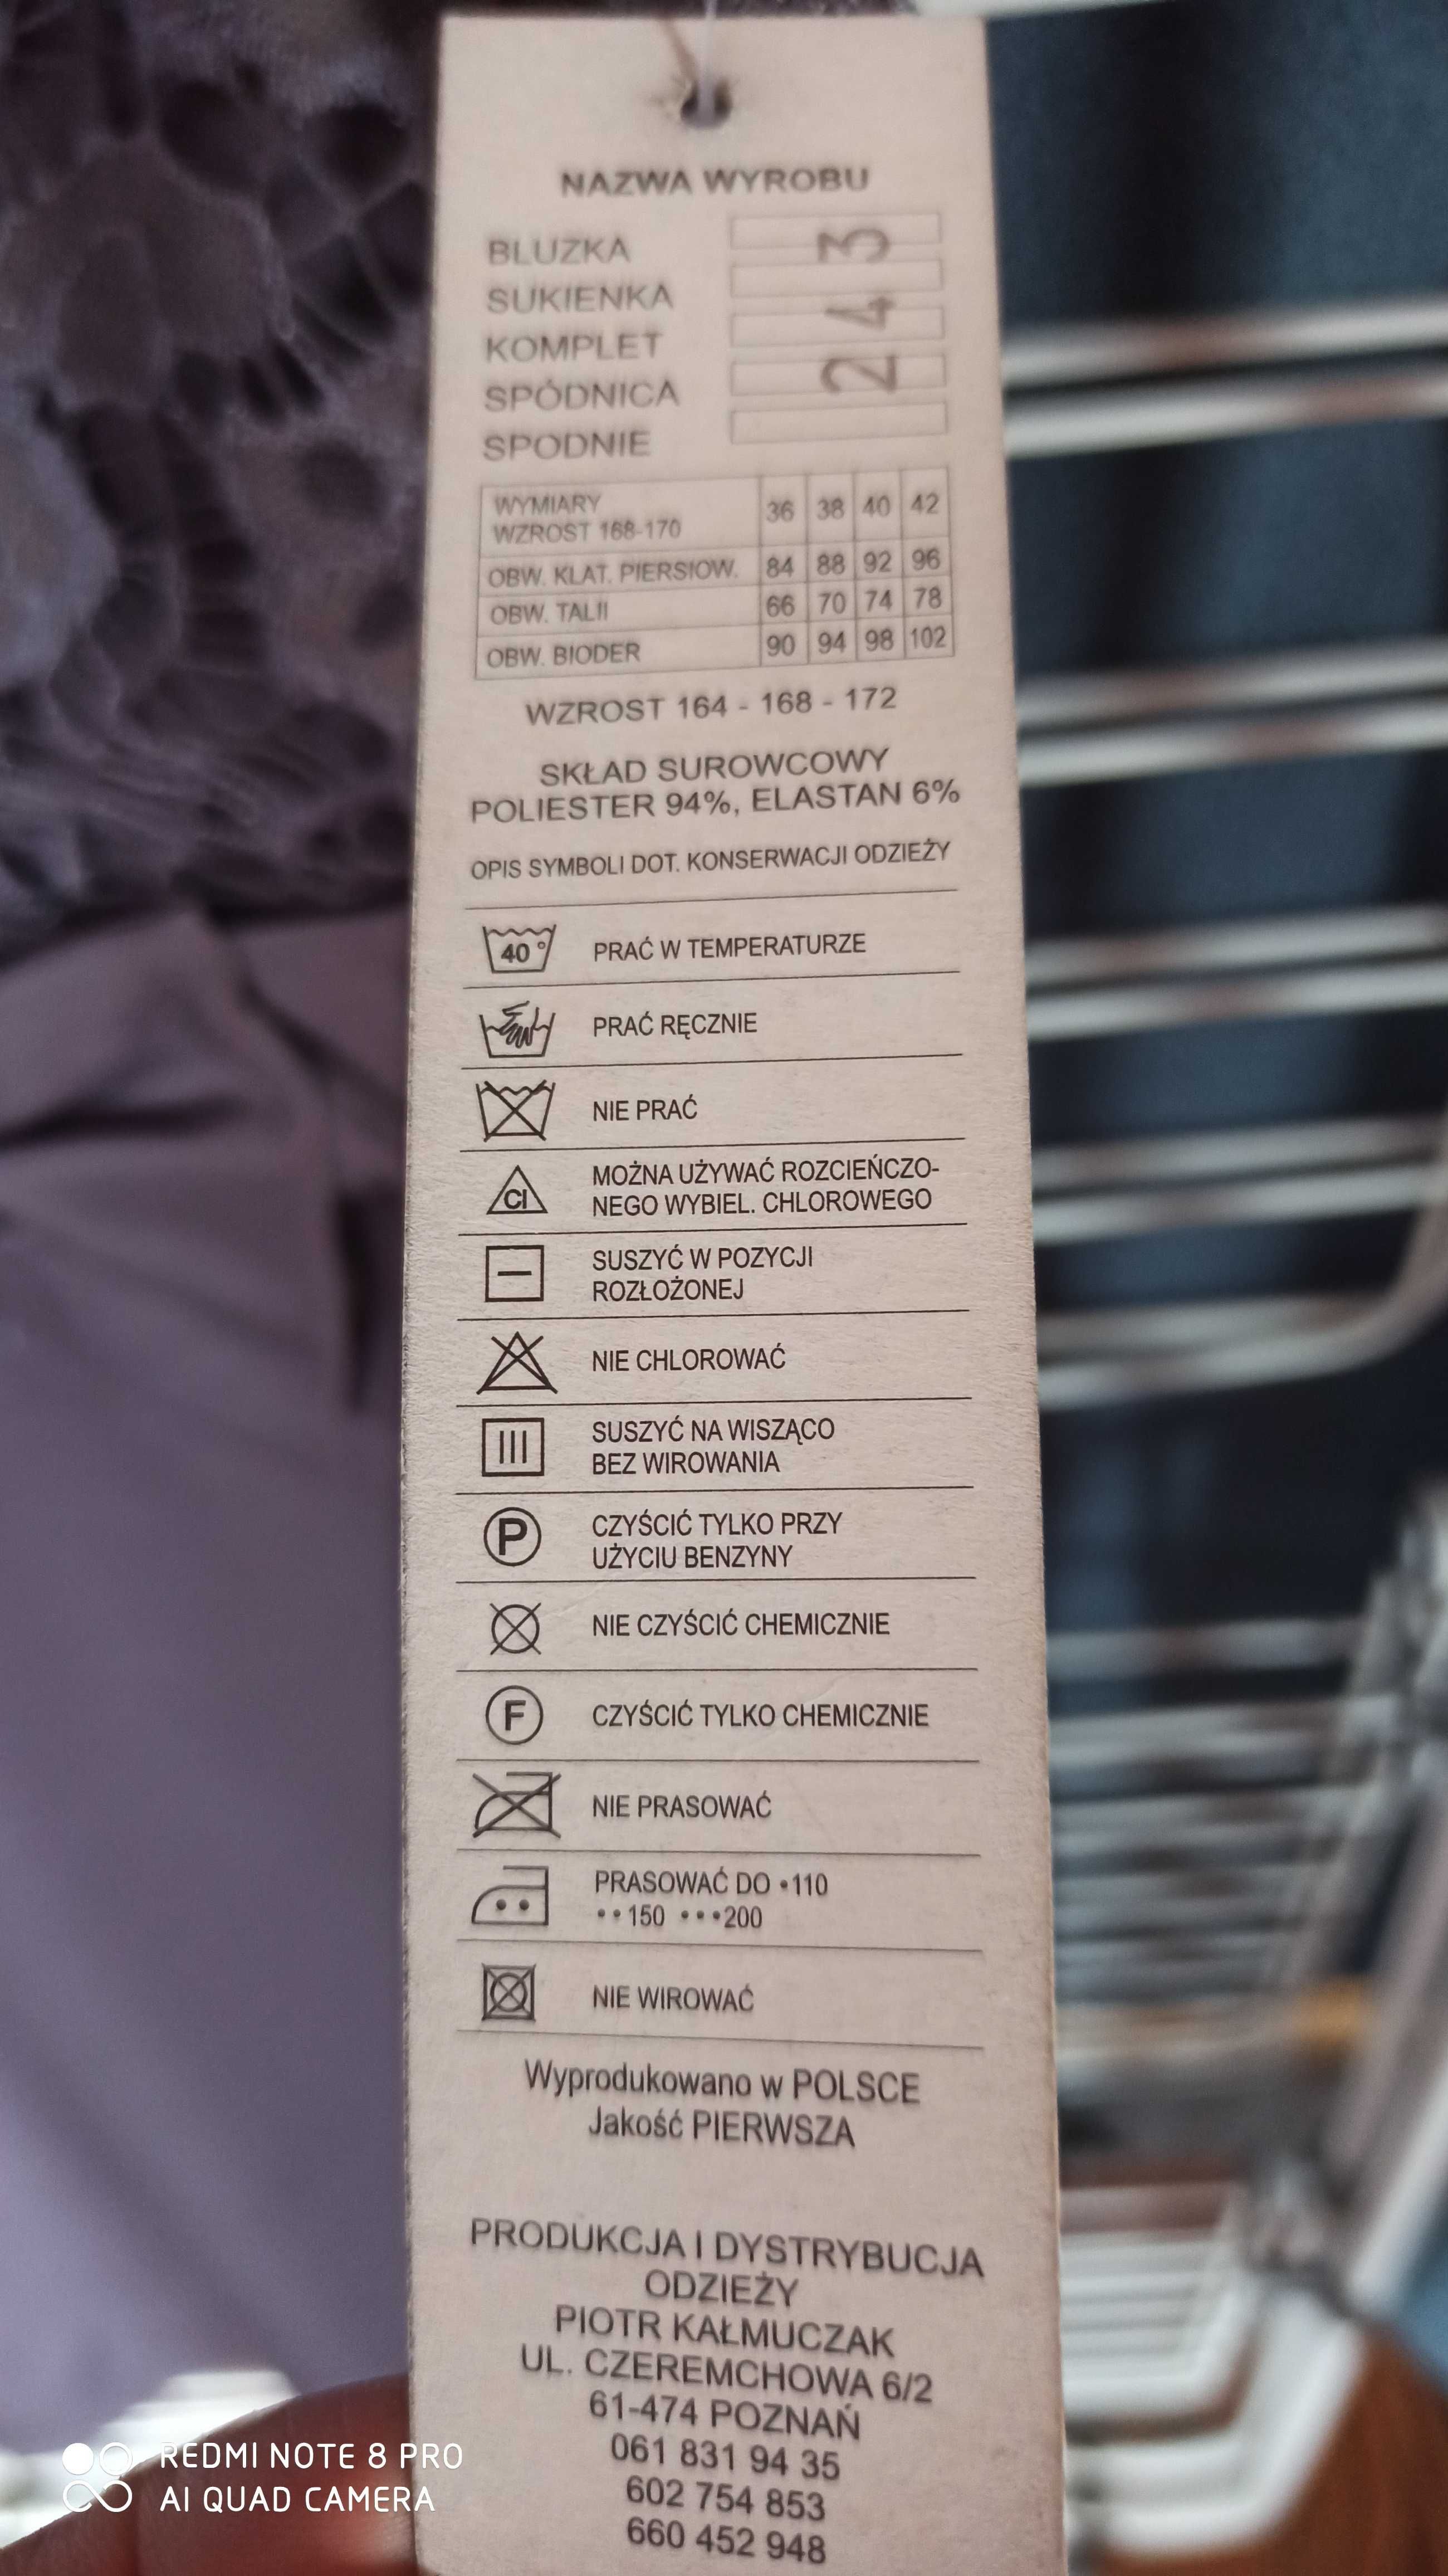 NAZWA WYROBU
BLUZKA
SUKIENKA
KOMPLET
SPÓDNICA
SPODNIE
243
WYMIARY
WZROST 168-170 36 38 40 42
OBW. KLAT. PIERSIOW. 84 88 92 96
OBW. TALII 66 70 74 78
OBW. BIODER 90 94 98 102
WZROST 164 - 168 - 172
SKŁAD SUROWCOWY
POLIESTER 94%, ELASTAN 6%
OPIS SYMBOLI DOT. KONSERWACJI ODZIEŻY
40° PRAĆ W TEMPERATURZE
PRAĆ RĘCZNIE
NIE PRAĆ
MOŻNA UŻYWAĆ ROZCIEŃCZO-
Cl NEGO WYBIEL. CHLOROWEGO
SUSZYĆ W POZYCJI
ROZŁOŻONEJ
NIE CHLOROWAĆ
SUSZYĆ NA WISZĄCO
BEZ WIROWANIA
P CZYŚCIĆ TYLKO PRZY
UŻYCIU BENZYNY
NIE CZYŚCIĆ CHEMICZNIE
F CZYŚCIĆ TYLKO CHEMICZNIE
NIE PRASOWAĆ
PRASOWAĆ DO •110
••150 •••200
NIE WIROWAĆ
Wyprodukowano w POLSCE
Jakość PIERWSZA
PRODUKCJA I DYSTRYBUCJA
ODZIEŻY
PIOTR KAŁMUCZAK
UL. CZEREMCHOWA 6/2
61-474 POZNAŃ
061 831 94 35
602 754 853
660 452 948
REDMI NOTE 8 PRO
AI QUAD CAMERA